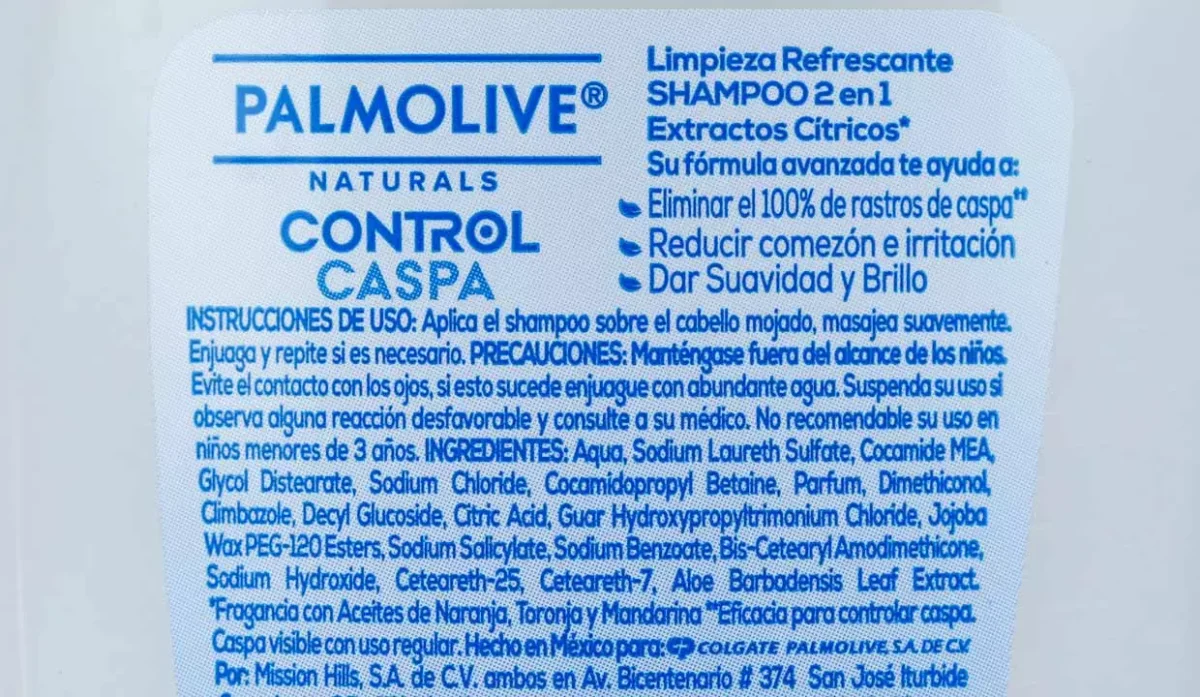 PALMOLIVE®
NATURALS
CONTROL
CASPA
Limpieza Refrescante
SHAMPOO 2 en 1
Extractos Cítricos*
Su fórmula avanzada te ayuda a:
Eliminar el 100% de rastros de caspa**
Reducir comezón e irritación
Dar Suavidad y Brillo
INSTRUCCIONES DE USO: Aplica el shampoo sobre el cabello mojado, masajea suavemente.
Enjuaga y repite si es necesario. PRECAUCIONES: Manténgase fuera del alcance de los niños.
Evite el contacto con los ojos, si esto sucede enjuague con abundante agua. Suspenda su uso si
observa alguna reacción desfavorable y consulte a su médico. No recomendable su uso en
niños menores de 3 años. INGREDIENTES: Aqua, Sodium Laureth Sulfate, Cocamide MEA,
Glycol Distearate, Sodium Chloride, Cocamidopropyl Betaine, Parfum, Dimethiconol,
Climbazole, Decyl Glucoside, Citric Acid, Guar Hydroxypropyltrimonium Chloride, Jojoba
Wax PEG-120 Esters, Sodium Salicylate, Sodium Benzoate, Bis-Cetearyl Amodimethicone,
Sodium Hydroxide, Ceteareth-25, Ceteareth-7, Aloe Barbadensis Leaf Extract.
*Fragancia con Aceites de Naranja, Toronja y Mandarina **Eficacia para controlar caspa.
Caspa visible con uso regular. Hecho en México para: CP COLGATE PALMOLIVE, S.A. DE C.V.
Por: Mission Hills, S.A. de C.V. ambos en Av. Bicentenario # 374 San José Iturbide